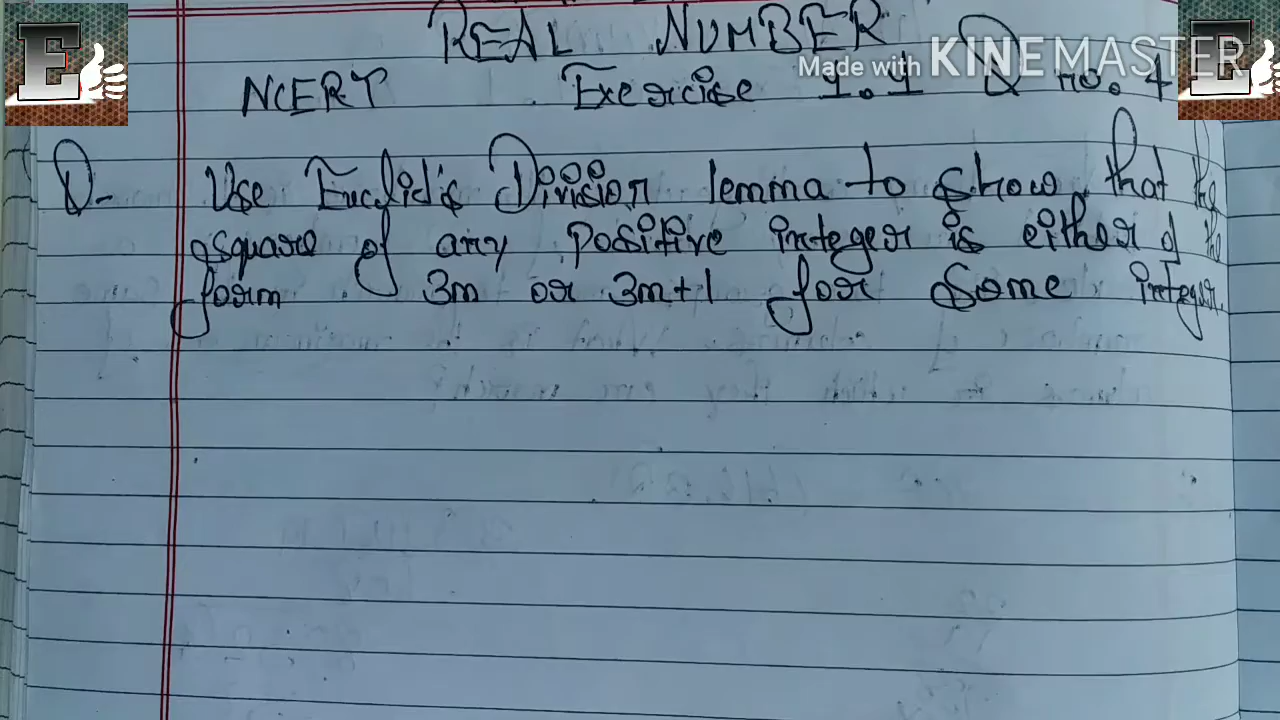 REAL NUMBER
Made with KINEMASTER
NCERT Exercise 1.1 Q no. 4
Q- Use Euclid's Division lemma to show that the
square of any positive integer is either of the
form 3m or 3m+1 for some integer
E